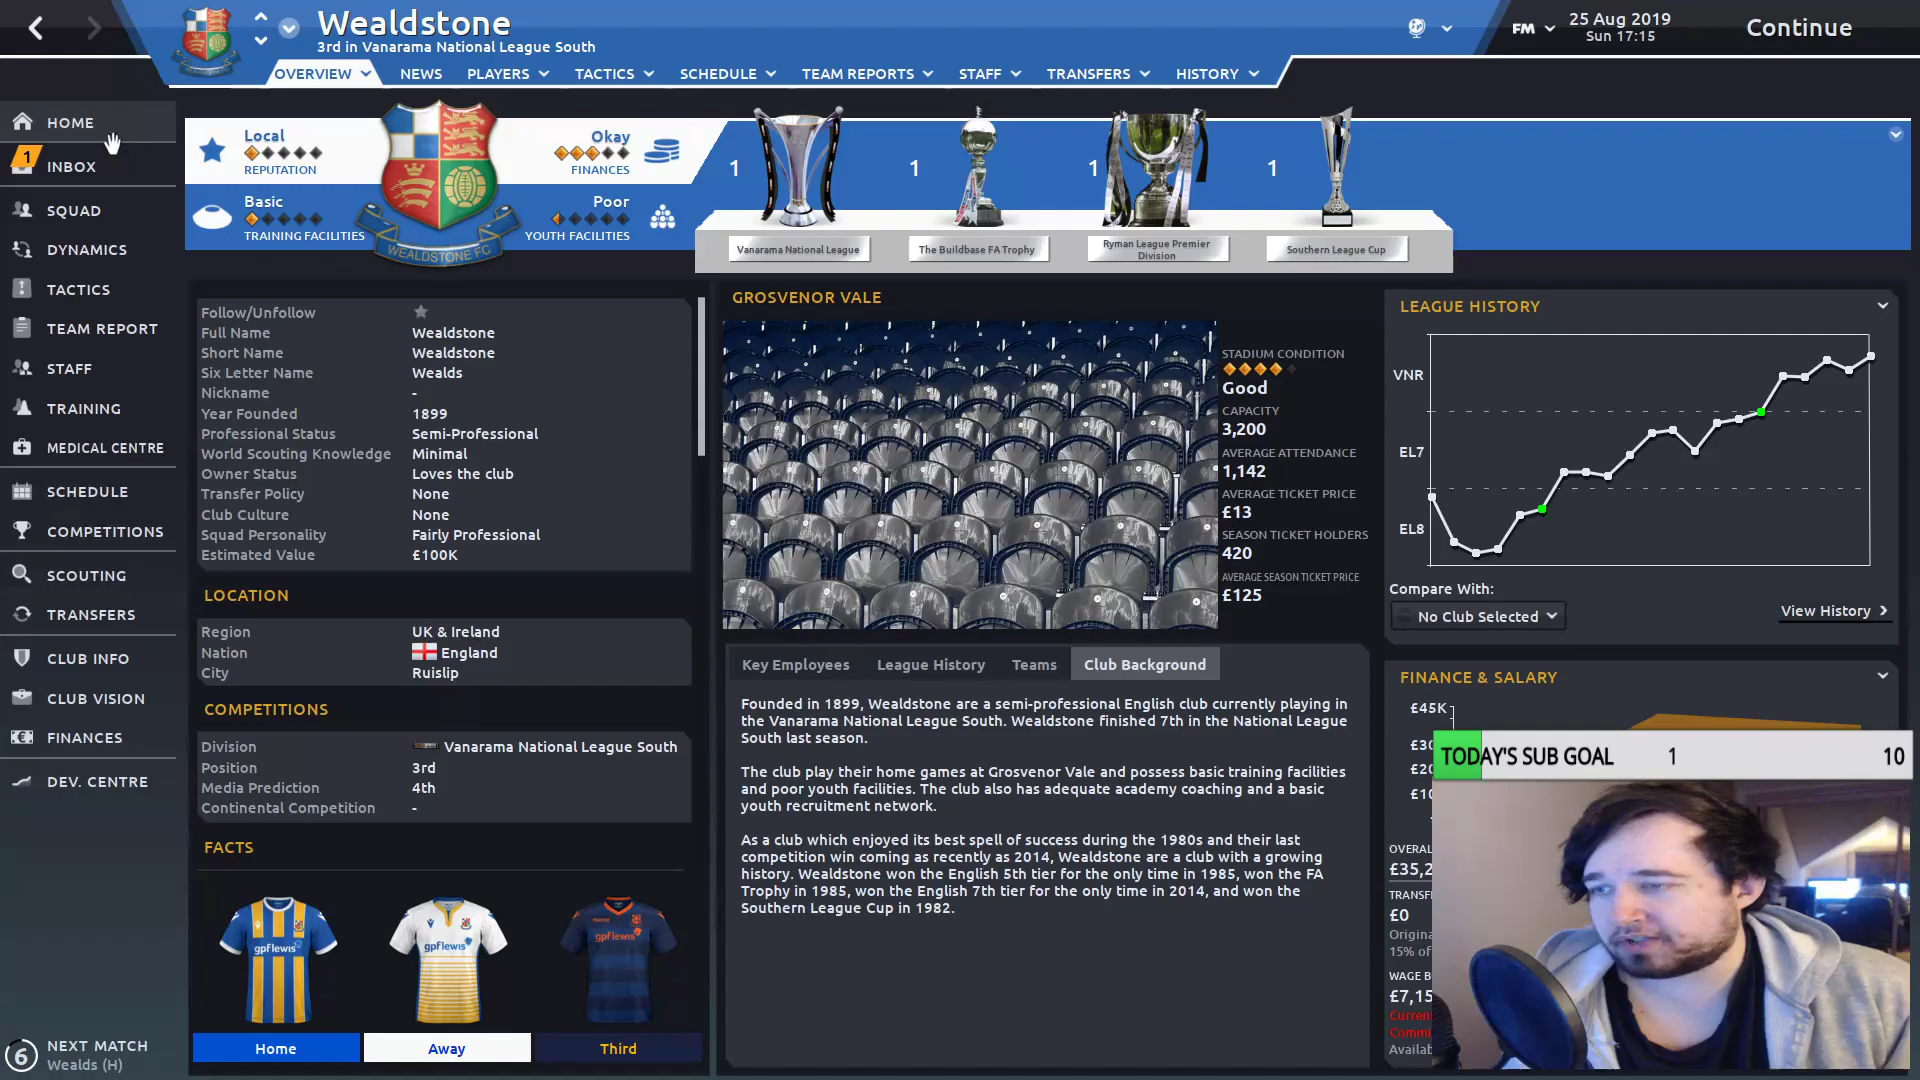 Wealdstone
3rd in Vanarama National League South
FM
25 Aug 2019
Sun 17:15
Continue
OVERVIEW
NEWS
PLAYERS
TACTICS
SCHEDULE
TEAM REPORTS
STAFF
TRANSFERS
HISTORY
HOME
1
INBOX
SQUAD
DYNAMICS
TACTICS
TEAM REPORT
STAFF
TRAINING
MEDICAL CENTRE
SCHEDULE
COMPETITIONS
SCOUTING
TRANSFERS
CLUB INFO
CLUB VISION
FINANCES
DEV. CENTRE
6
NEXT MATCH
Wealds (H)
Local
REPUTATION
Basic
TRAINING FACILITIES
WEALDSTONE FC
Okay
FINANCES
Poor
YOUTH FACILITIES
1
1
1
1
Vanarama National League
The Buildbase FA Trophy
Ryman League Premier
Division
Southern League Cup
Follow/Unfollow
Full Name Wealdstone
Short Name Wealdstone
Six Letter Name Wealds
Nickname -
Year Founded 1899
Professional Status Semi-Professional
World Scouting Knowledge Minimal
Owner Status Loves the club
Transfer Policy None
Club Culture None
Squad Personality Fairly Professional
Estimated Value £100K
LOCATION
Region UK & Ireland
Nation England
City Ruislip
COMPETITIONS
Division Vanarama National League South
Position 3rd
Media Prediction 4th
Continental Competition -
FACTS
gpflewis
gpflewis
gpflewis
Home
Away
Third
GROSVENOR VALE
STADIUM CONDITION
Good
CAPACITY
3,200
AVERAGE ATTENDANCE
1,142
AVERAGE TICKET PRICE
£13
SEASON TICKET HOLDERS
420
AVERAGE SEASON TICKET PRICE
£125
Key Employees
League History
Teams
Club Background
Founded in 1899, Wealdstone are a semi-professional English club currently playing in
the Vanarama National League South. Wealdstone finished 7th in the National League
South last season.
The club play their home games at Grosvenor Vale and possess basic training facilities
and poor youth facilities. The club also has adequate academy coaching and a basic
youth recruitment network.
As a club which enjoyed its best spell of success during the 1980s and their last
competition win coming as recently as 2014, Wealdstone are a club with a growing
history. Wealdstone won the English 5th tier for the only time in 1985, won the FA
Trophy in 1985, won the English 7th tier for the only time in 2014, and won the
Southern League Cup in 1982.
LEAGUE HISTORY
VNR
EL7
EL8
Compare With:
No Club Selected
View History
FINANCE & SALARY
£45K
TODAY'S SUB GOAL 1 10
OVERAL
£35,2
TRANSF
£0
Origina
15% of
WAGE B
£7,15
Curren
Commi
Availab